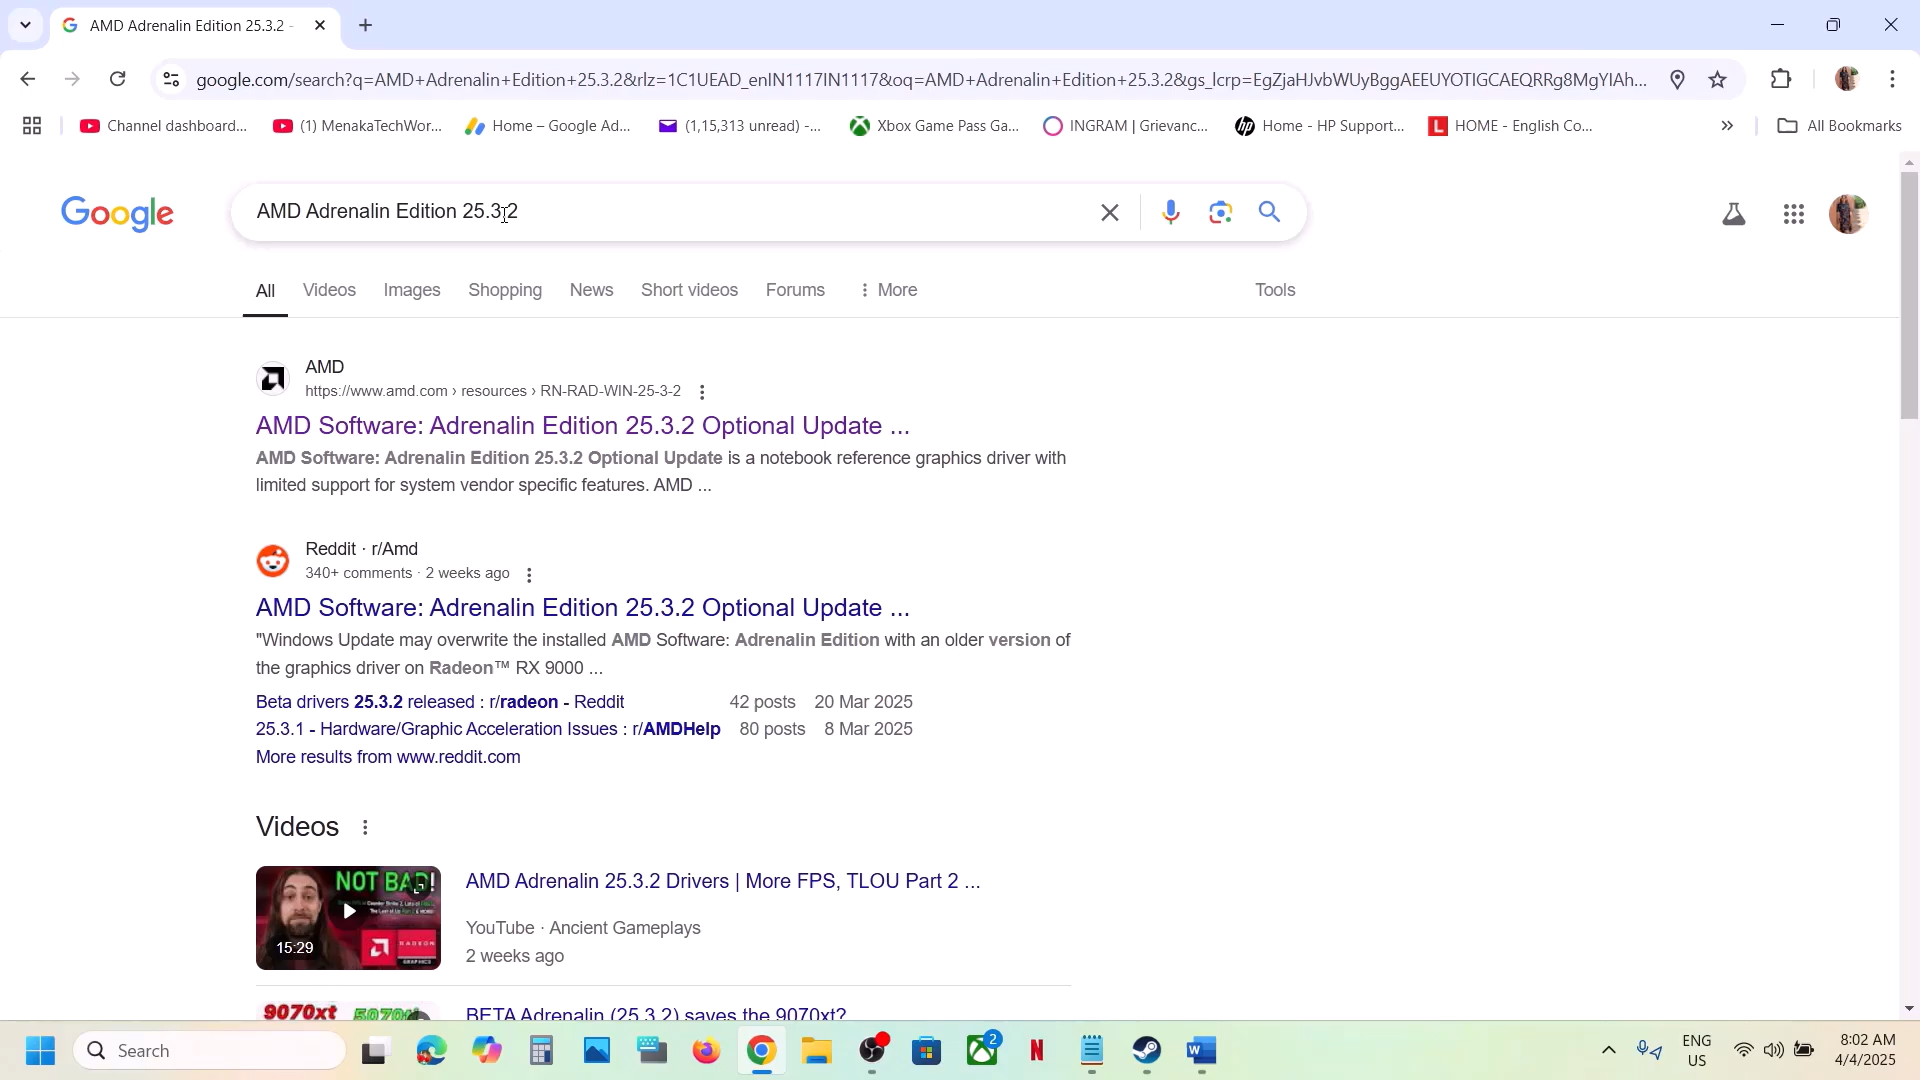 AMD Adrenalin Edition 25.3.2 -
google.com/search?q=AMD+Adrenalin+Edition+25.3.2&rlz=1C1UEAD_enIN1117IN1117&oq=AMD+Adrenalin+Edition+25.3.2&gs_lcrp=EgZjaHJvbWUyBggAEEUYOTIGCAEQRRg8MgYIAh...
Channel dashboard...
(1) MenakaTechWor...
Home – Google Ad...
(1,15,313 unread) -...
Xbox Game Pass Ga...
INGRAM | Grievanc...
Home - HP Support...
HOME - English Co...
All Bookmarks
Google
AMD Adrenalin Edition 25.3.2
All Videos Images Shopping News Short videos Forums More Tools
AMD
https://www.amd.com › resources › RN-RAD-WIN-25-3-2
AMD Software: Adrenalin Edition 25.3.2 Optional Update ...
AMD Software: Adrenalin Edition 25.3.2 Optional Update is a notebook reference graphics driver with
limited support for system vendor specific features. AMD ...
Reddit · r/Amd
340+ comments · 2 weeks ago
AMD Software: Adrenalin Edition 25.3.2 Optional Update ...
"Windows Update may overwrite the installed AMD Software: Adrenalin Edition with an older version of
the graphics driver on Radeon™ RX 9000 ...
Beta drivers 25.3.2 released : r/radeon - Reddit 42 posts 20 Mar 2025
25.3.1 - Hardware/Graphic Acceleration Issues : r/AMDHelp 80 posts 8 Mar 2025
More results from www.reddit.com
Videos
NOT BAD!
15:29
AMD Adrenalin 25.3.2 Drivers | More FPS, TLOU Part 2 ...
YouTube · Ancient Gameplays
2 weeks ago
9070xt
BETA Adrenalin (25.3.2) saves the 9070xt?
Search
2
ENG
US
8:02 AM
4/4/2025